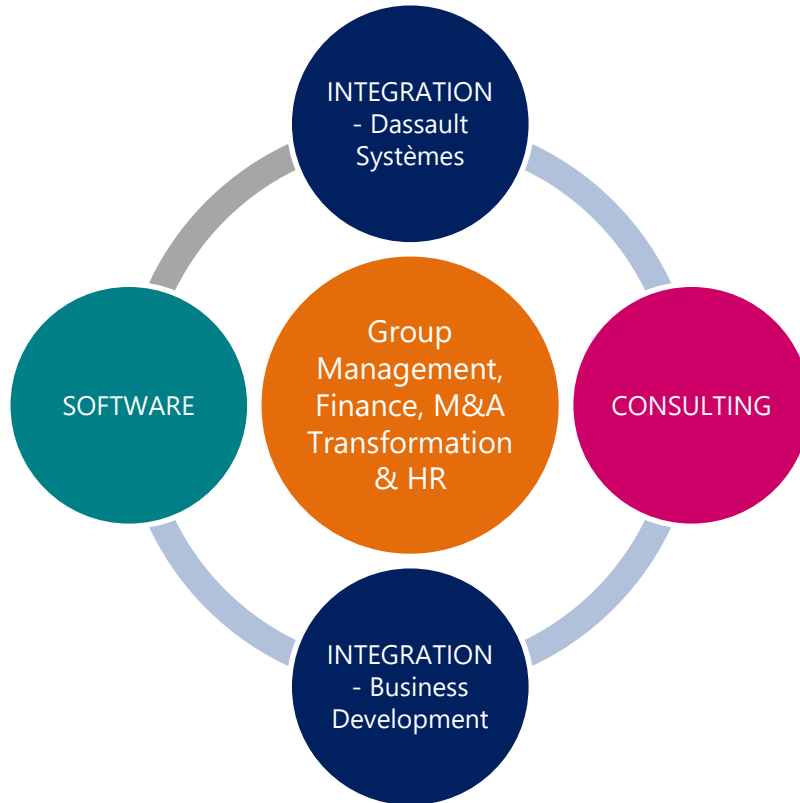 INTEGRATION
- Dassault
Systèmes
SOFTWARE
Group
Management,
Finance, M&A
Transformation
& HR
CONSULTING
INTEGRATION
- Business
Development